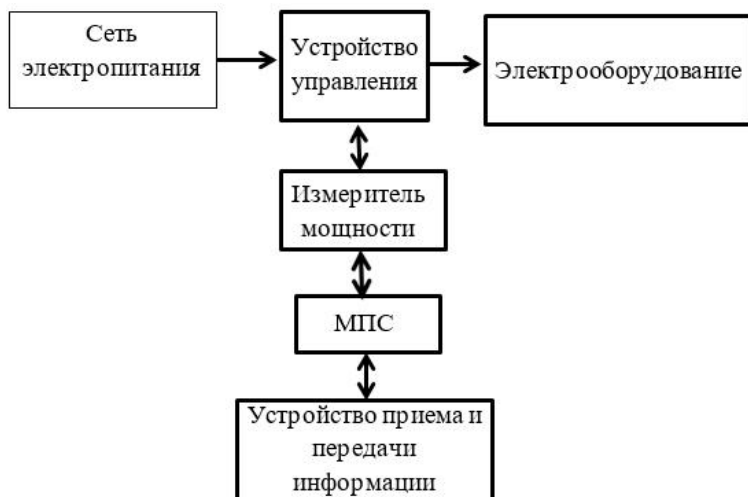 Сеть
электропитания
Устройство
управления
Электрооборудование
Измеритель
мощности
МПС
Устройство приема и
передачи
информации